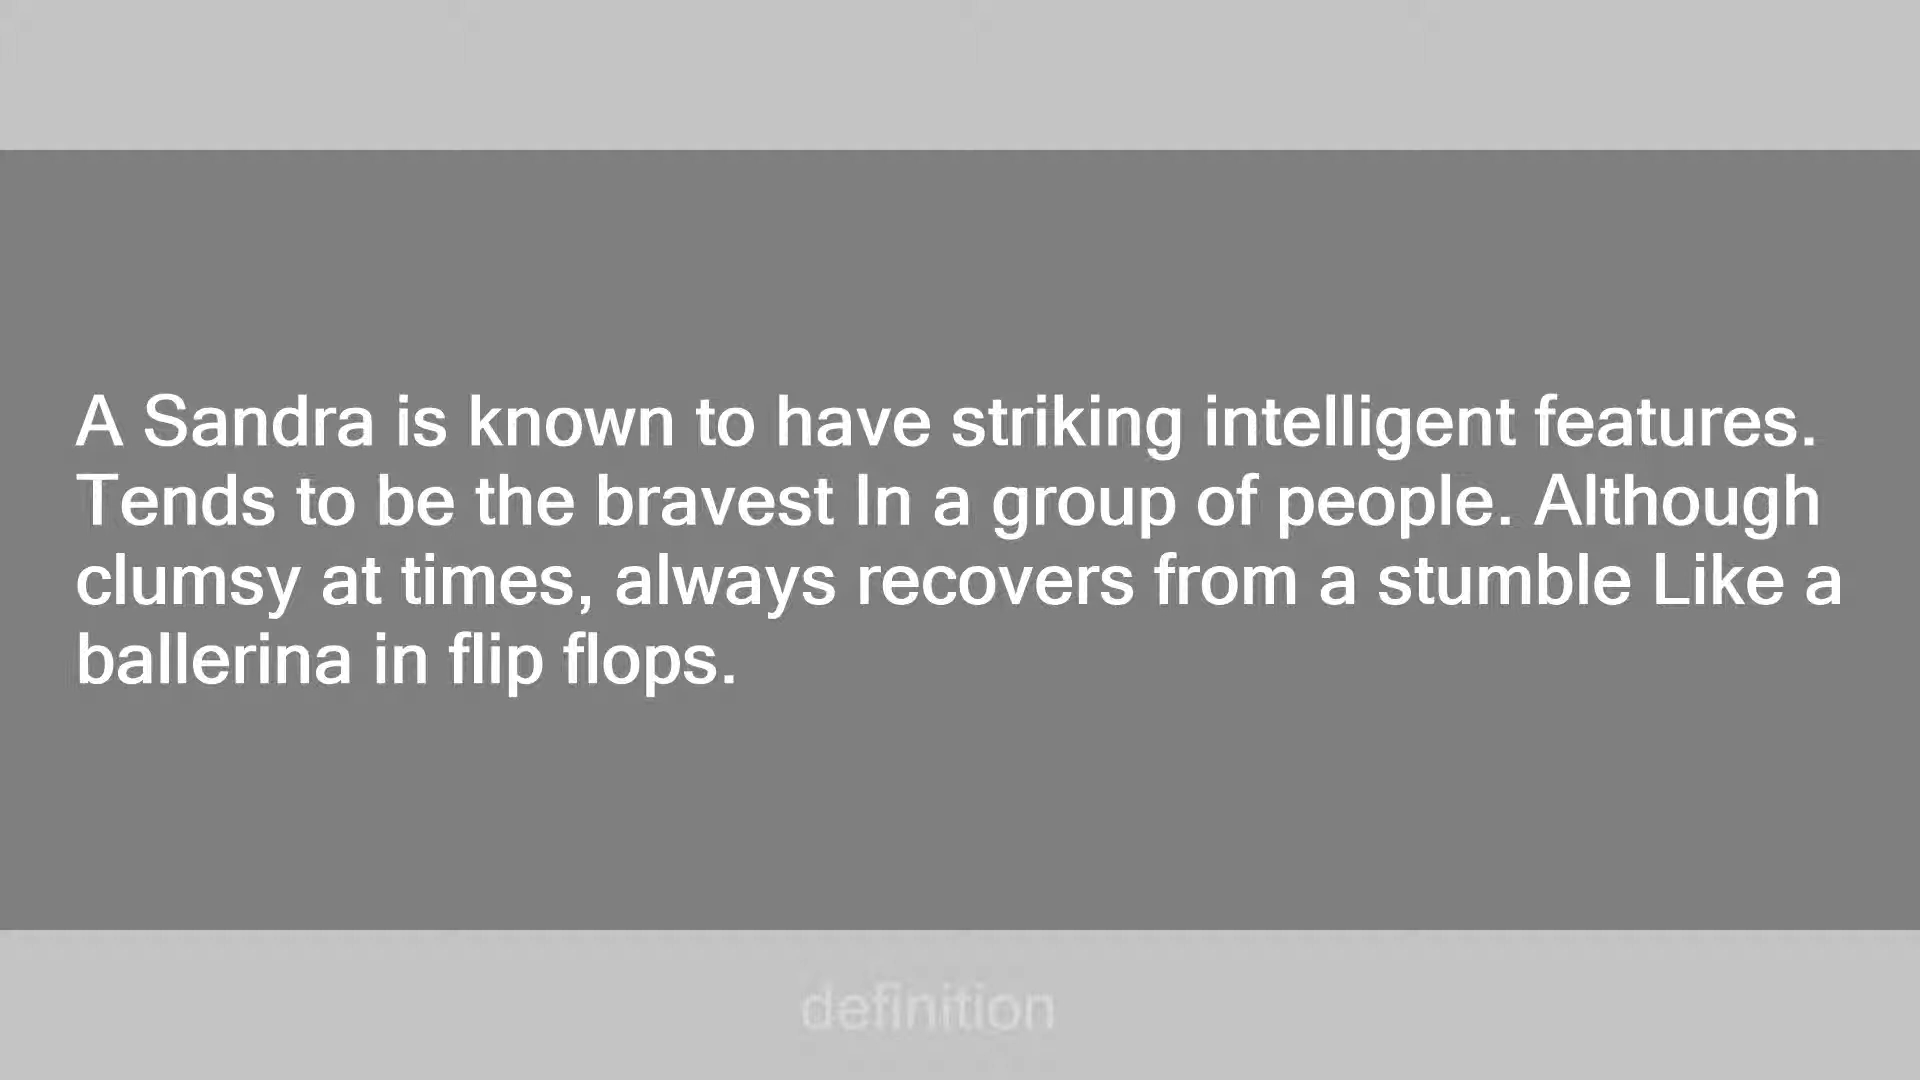 A Sandra is known to have striking intelligent features.
Tends to be the bravest In a group of people. Although
clumsy at times, always recovers from a stumble Like a
ballerina in flip flops.
definition